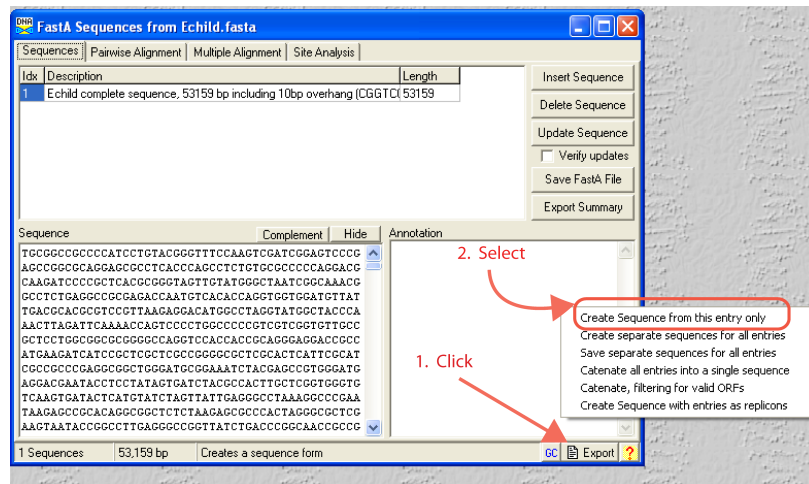 DNA FastA Sequences from Echild.fasta
Sequences Pairwise Alignment Multiple Alignment Site Analysis
Idx Description Length
1 Echild complete sequence, 53159 bp including 10bp overhang (CGGTC( 53159
Insert Sequence
Delete Sequence
Update Sequence
Verify updates
Save FastA File
Export Summary
Sequence Complement Hide Annotation
TGCGGCCGCCCCATCCTGTACGGGTTTCCAAGTCGATCGGAGTCCCG
AGCCGGCGCAGGAGCGCCTCACCCAGCCTCTGTGCGCCCCCAGGACG
CAAGATCCCCGCTCACGCGGGTAGTTGTATGGGCTAATCGGCAAACG
GCCTCTGAGGCCGCGAGACCAATGTCACACCAGGTGGTGGATGTTAT
TGACGCACGCGTCCGTTAAGAGGACATGGCCTAGGTATGGCTACCCA
AACTTAGATTCAAAACCAGTCCCCTGGCCCCCGTCGTCGGTGTTGCC
GCTCCTGGCGGCGCGGGGCCAGGTCCACCACCGCAGGGAGGACCGCC
ATGAAGATCATCCGCTCGCTCGCCGGGGCGCTCGCACTCATTCGCAT
CGCCGCCCGAGGCGGCTGGGATGCGGAAATCTACGAGCCGTGGGATG
AGGACGAATACCTCCTATAGTGATCTACGCCACTTGCTCGGTGGGTG
TCAAGTGATACTCATGTATCTAGTTATTGAGGGCCTAAAGGCCCGAA
TAAGAGCCGCACAGGCGGCTCTCTAAGAGCGCCCACTAGGGCGCTCG
AAGTAATACCGGCCTTGAGGGCCGGTTATCTGACCCGGCAACCGCCG
2. Select
Create Sequence from this entry only
Create separate sequences for all entries
Save separate sequences for all entries
Catenate all entries into a single sequence
Catenate, filtering for valid ORFs
Create Sequence with entries as replicons
1. Click
1 Sequences 53,159 bp Creates a sequence form GC Export ?